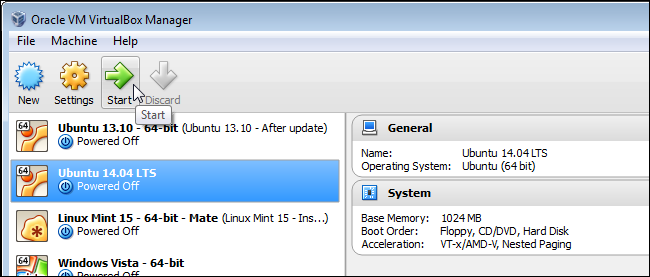 Oracle VM VirtualBox Manager
File Machine Help
New Settings Start Discard
Start
64 Ubuntu 13.10 - 64-bit (Ubuntu 13.10 - After update)
Powered Off
64 Ubuntu 14.04 LTS
Powered Off
64 Linux Mint 15 - 64-bit - Mate (Linux Mint 15 - Ins...)
Powered Off
64 Windows Vista - 64-bit
Powered Off
General
Name: Ubuntu 14.04 LTS
Operating System: Ubuntu (64 bit)
System
Base Memory: 1024 MB
Boot Order: Floppy, CD/DVD, Hard Disk
Acceleration: VT-x/AMD-V, Nested Paging